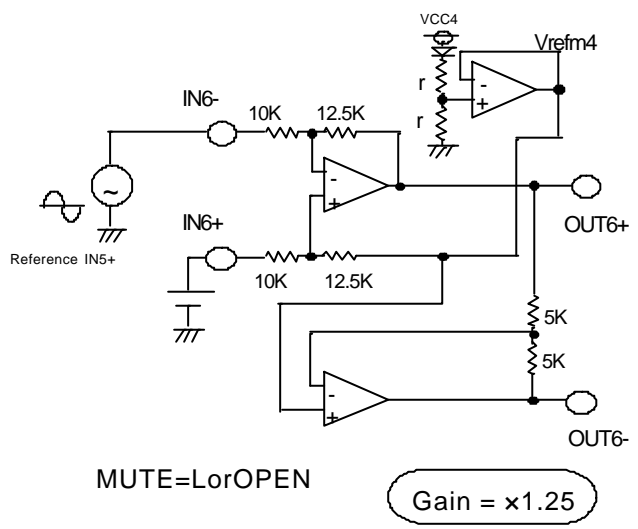 VCC4
Vrefm4
r
-
+
r
IN6-
10K
12.5K
-
+
~
OUT6+
IN6+
Reference IN5+
10K
12.5K
5K
5K
-
+
OUT6-
MUTE=LorOPEN
Gain = ×1.25